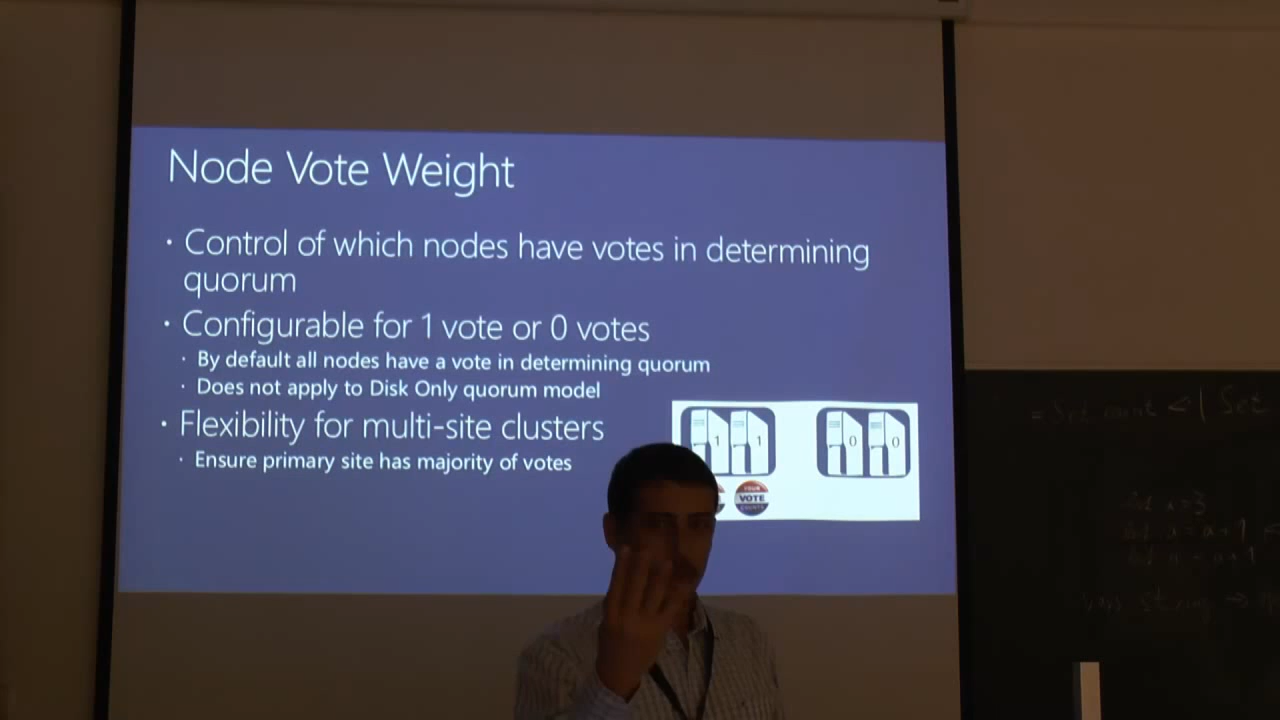 Node Vote Weight
· Control of which nodes have votes in determining
quorum
· Configurable for 1 vote or 0 votes
· By default all nodes have a vote in determining quorum
· Does not apply to Disk Only quorum model
· Flexibility for multi-site clusters
· Ensure primary site has majority of votes
1 1 0 0
YOUR
VOTE
COUNTS